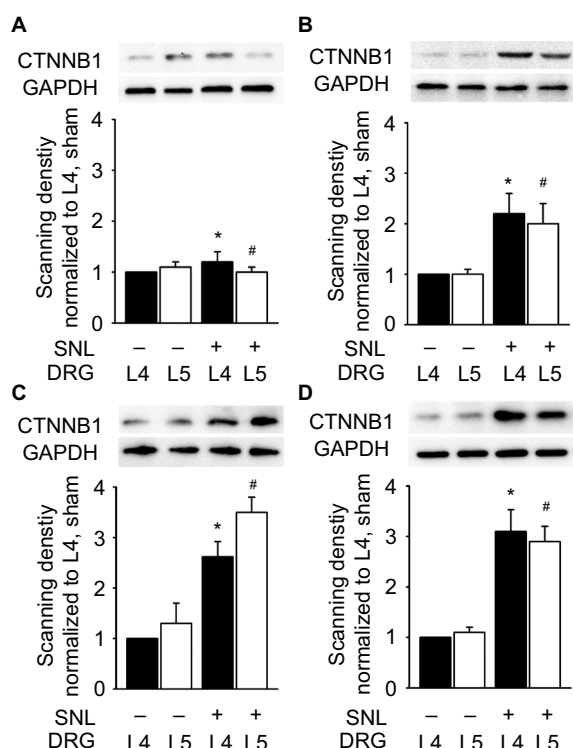 A
CTNNB1
GAPDH
Scanning denstiy
normalized to L4, sham
4
3
2
1
0
*
#
SNL – – + +
DRG L4 L5 L4 L5
B
CTNNB1
GAPDH
Scanning denstiy
normalized to L4, sham
4
3
2
1
0
*
#
SNL – – + +
DRG L4 L5 L4 L5
C
CTNNB1
GAPDH
Scanning denstiy
normalized to L4, sham
4
3
2
1
0
*
#
SNL – – + +
DRG L4 L5 L4 L5
D
CTNNB1
GAPDH
Scanning denstiy
normalized to L4, sham
4
3
2
1
0
*
#
SNL – – + +
DRG L4 L5 L4 L5